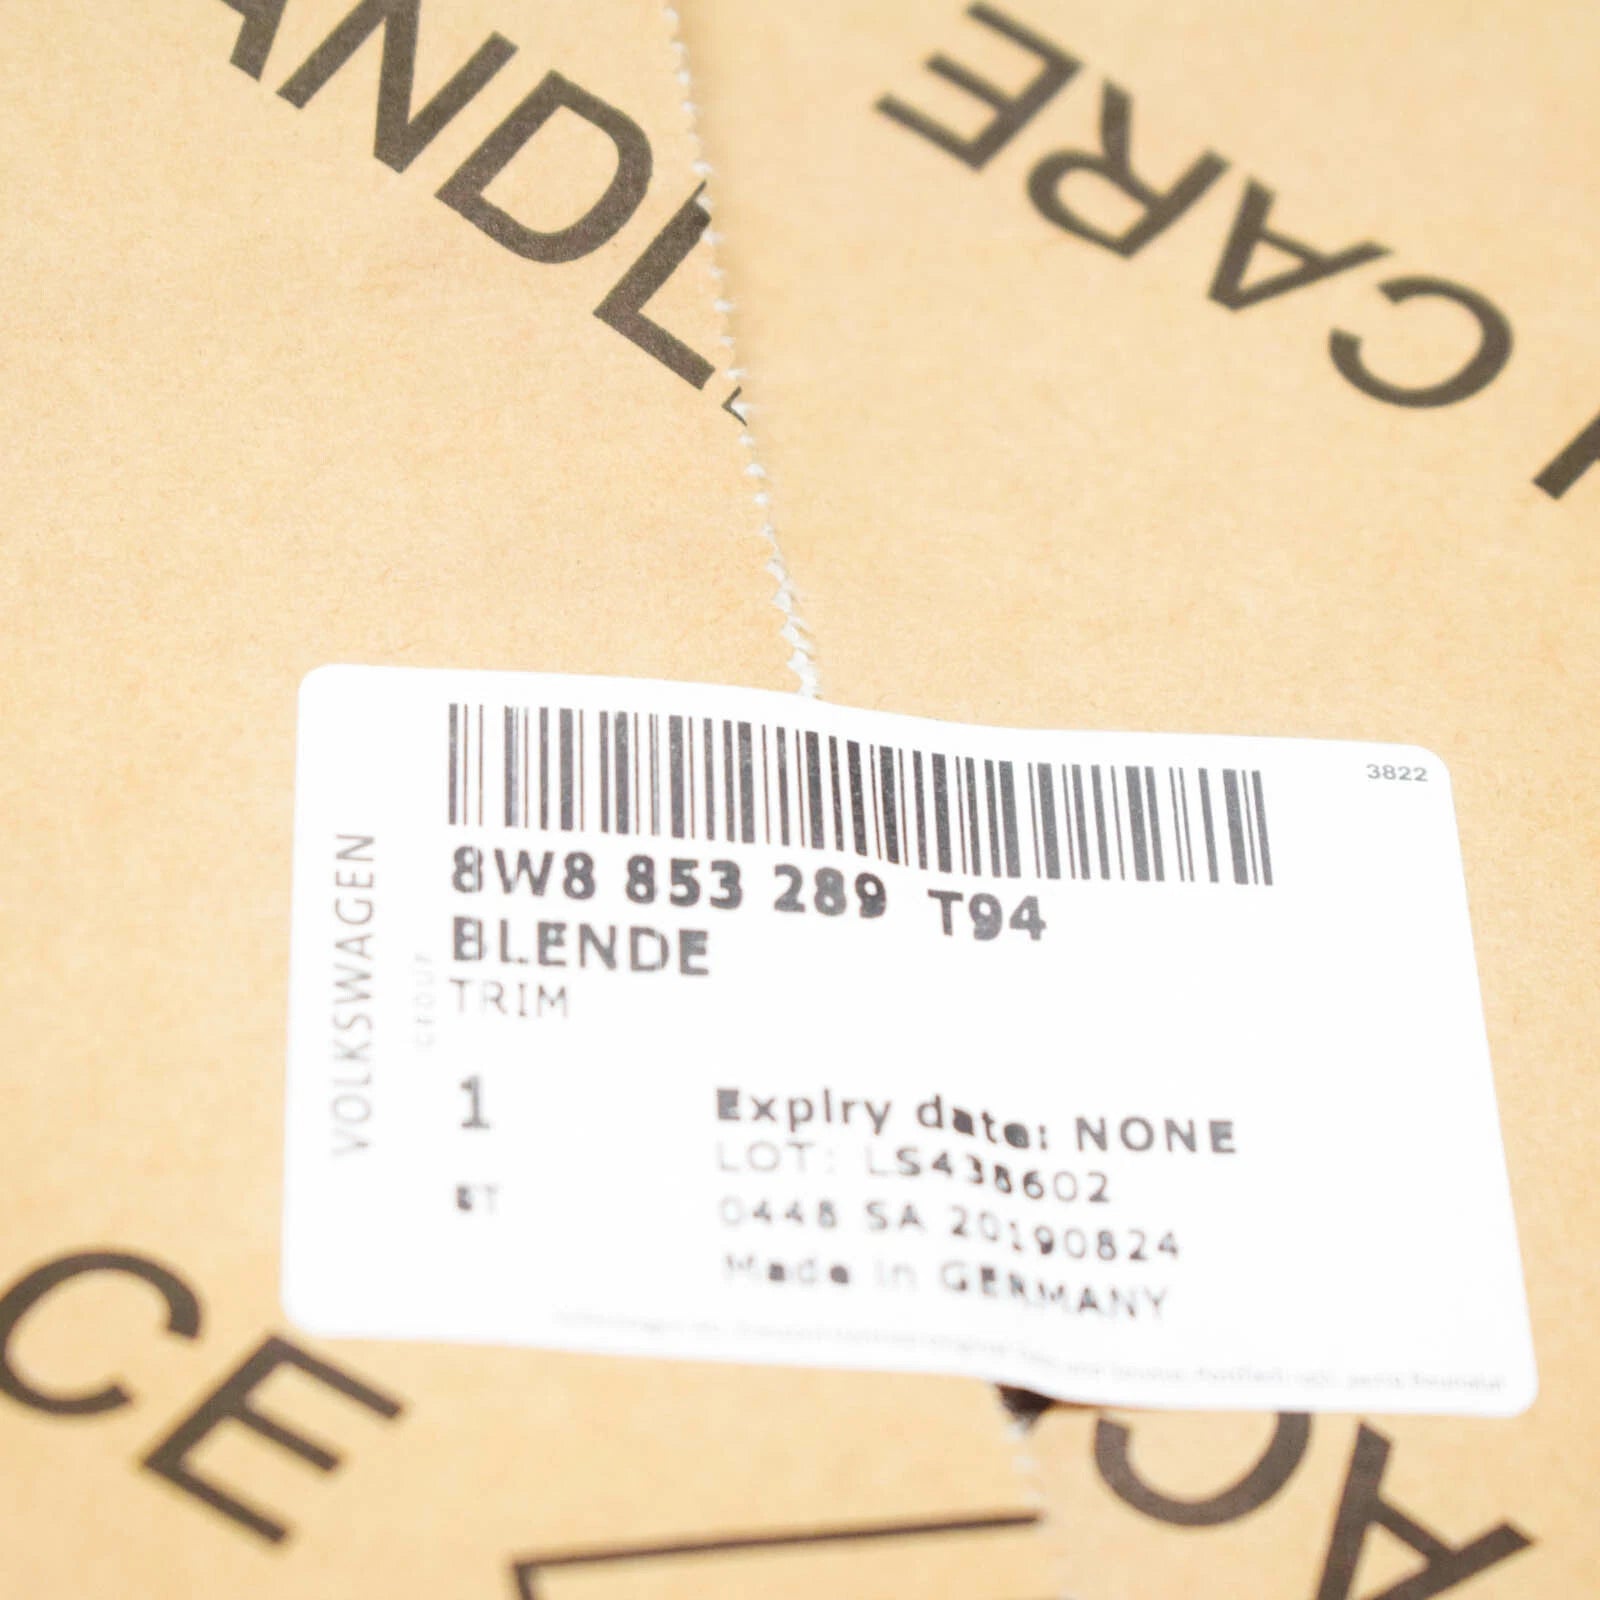 ANDL
CARE
3822
8W8 853 289 T94
BLENDE
TRIM
VOLKSWAGEN
GROUP
1
ST
Expiry date: NONE
LOT: LS438602
0448 SA 20190824
Made in GERMANY
CE
CA